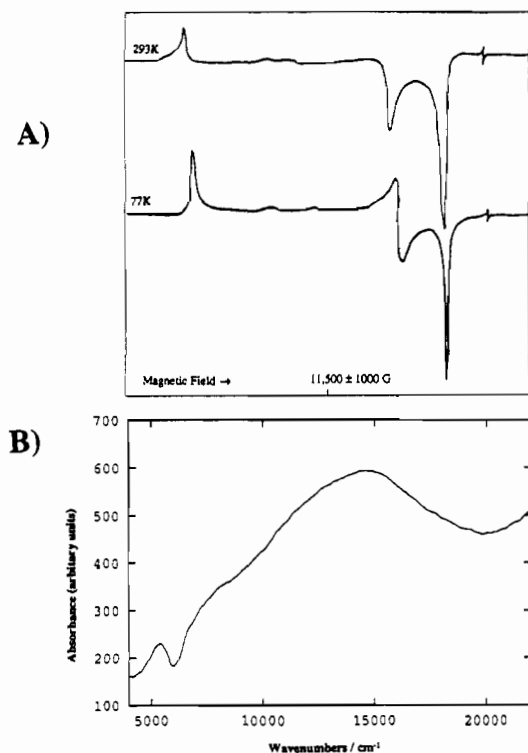 A)
293K
77K
Magnetic Field → 11,500 ± 1000 G
B)
Absorbance (arbitary units)
700
600
500
400
300
200
100
5000 10000 15000 20000
Wavenumbers / cm-1